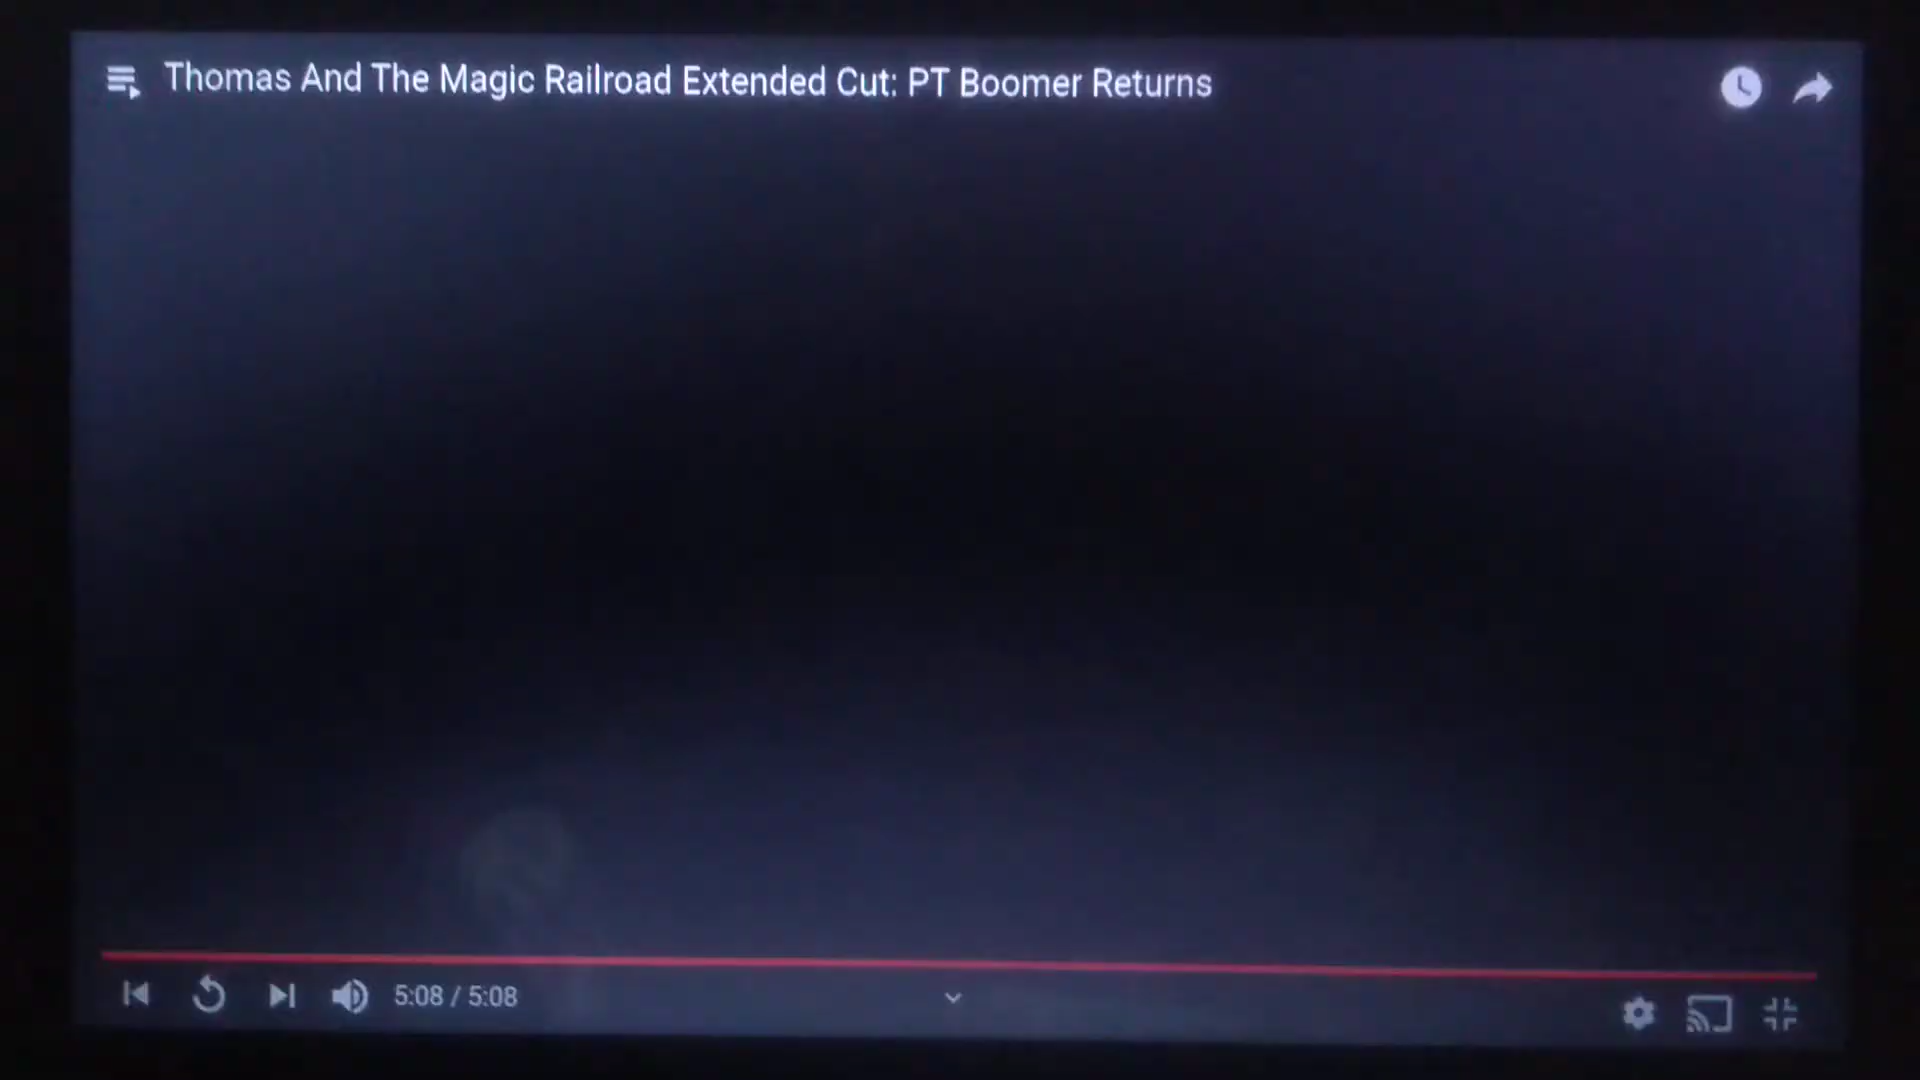 Thomas And The Magic Railroad Extended Cut: PT Boomer Returns
5:08 / 5:08